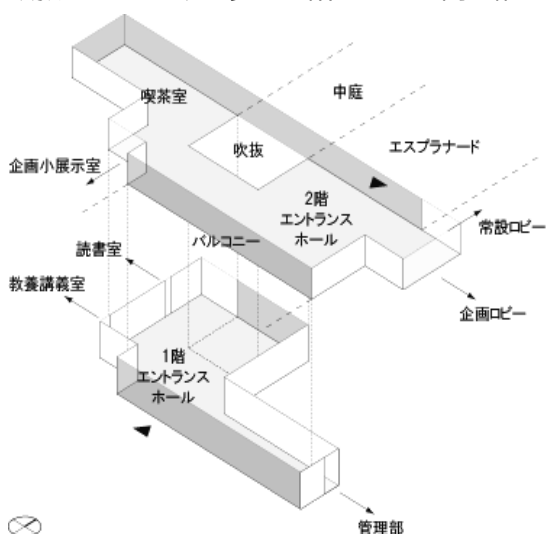 喫茶室
中庭
吹抜
エスプラナード
企画小展示室
2階
エントランス
ホール
常設ロビー
バルコニー
読書室
教養講義室
企画ロビー
1階
エントランス
ホール
管理部